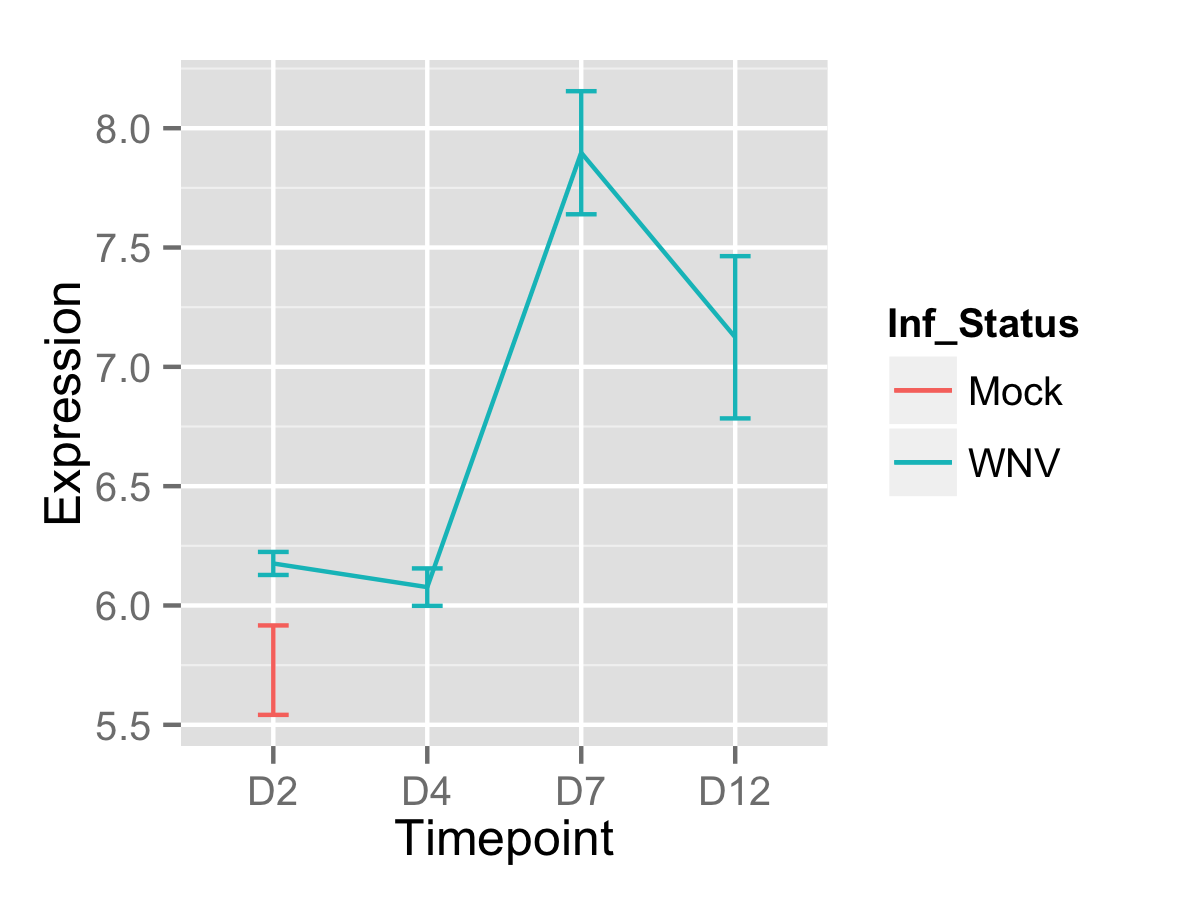 8.0
7.5
7.0
6.5
6.0
5.5
Expression
D2 D4 D7 D12
Timepoint
Inf_Status
Mock
WNV